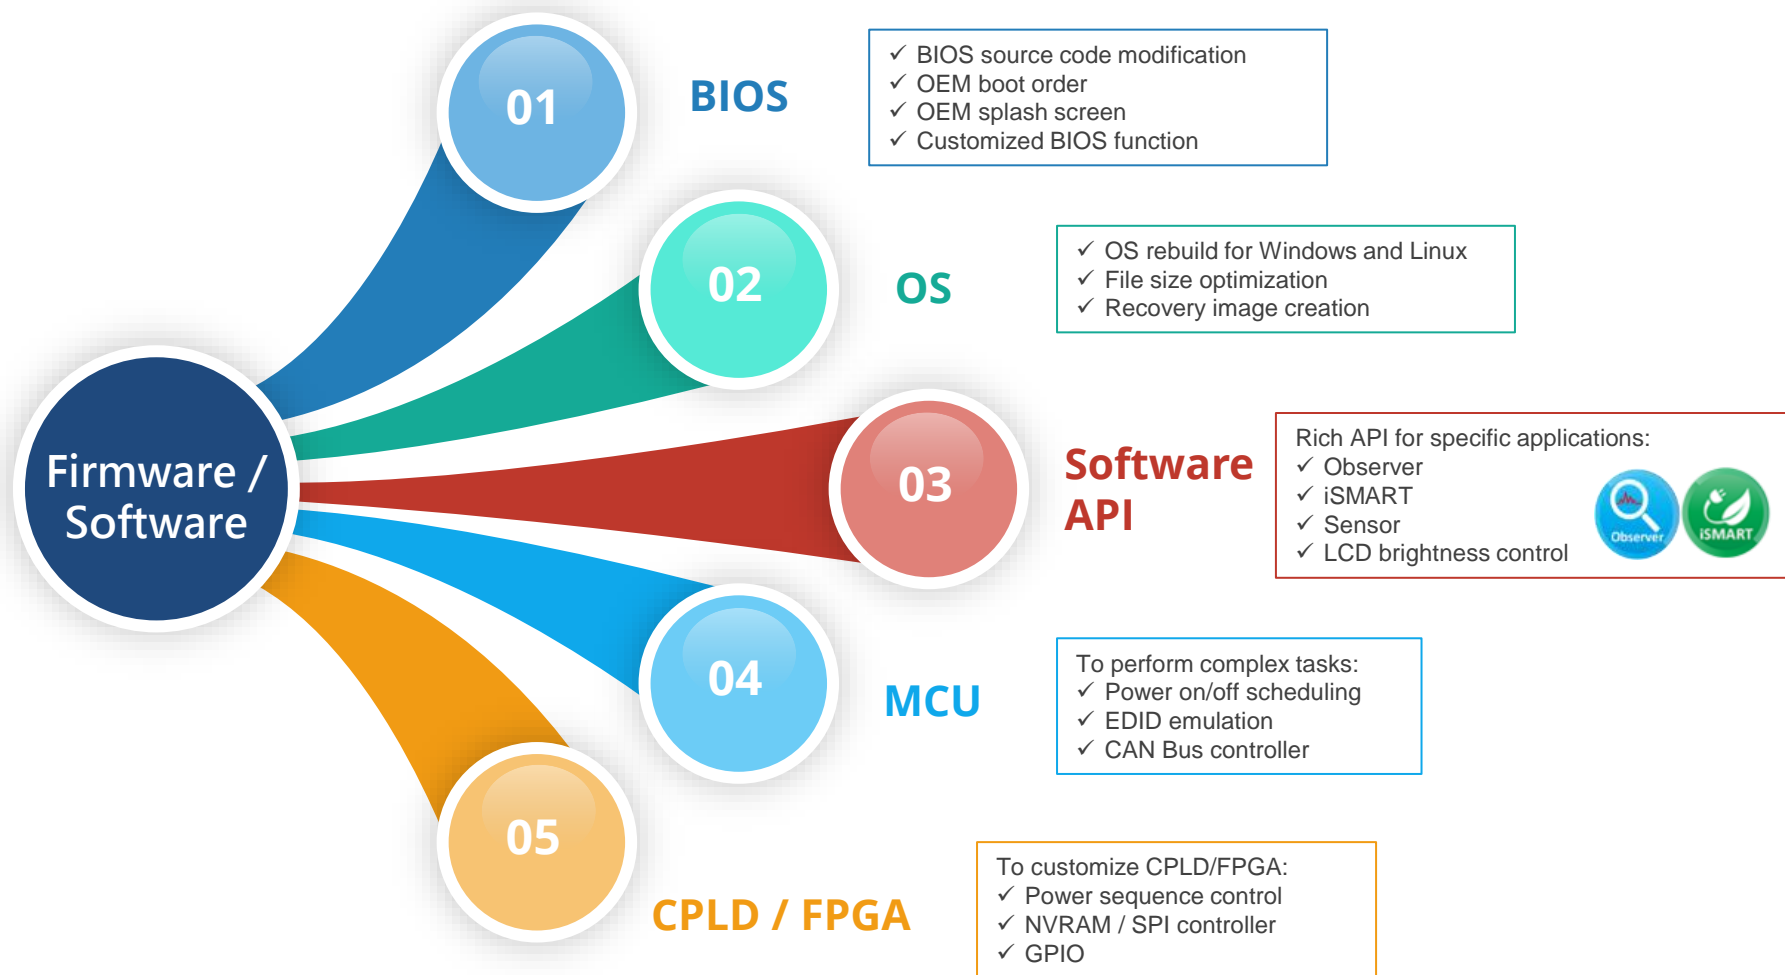 Firmware /
Software
01
BIOS
✓ BIOS source code modification
✓ OEM boot order
✓ OEM splash screen
✓ Customized BIOS function
02
OS
✓ OS rebuild for Windows and Linux
✓ File size optimization
✓ Recovery image creation
03
Software
API
Rich API for specific applications:
✓ Observer
✓ iSMART
✓ Sensor
✓ LCD brightness control
Observer
iSMART
04
MCU
To perform complex tasks:
✓ Power on/off scheduling
✓ EDID emulation
✓ CAN Bus controller
05
CPLD / FPGA
To customize CPLD/FPGA:
✓ Power sequence control
✓ NVRAM / SPI controller
✓ GPIO